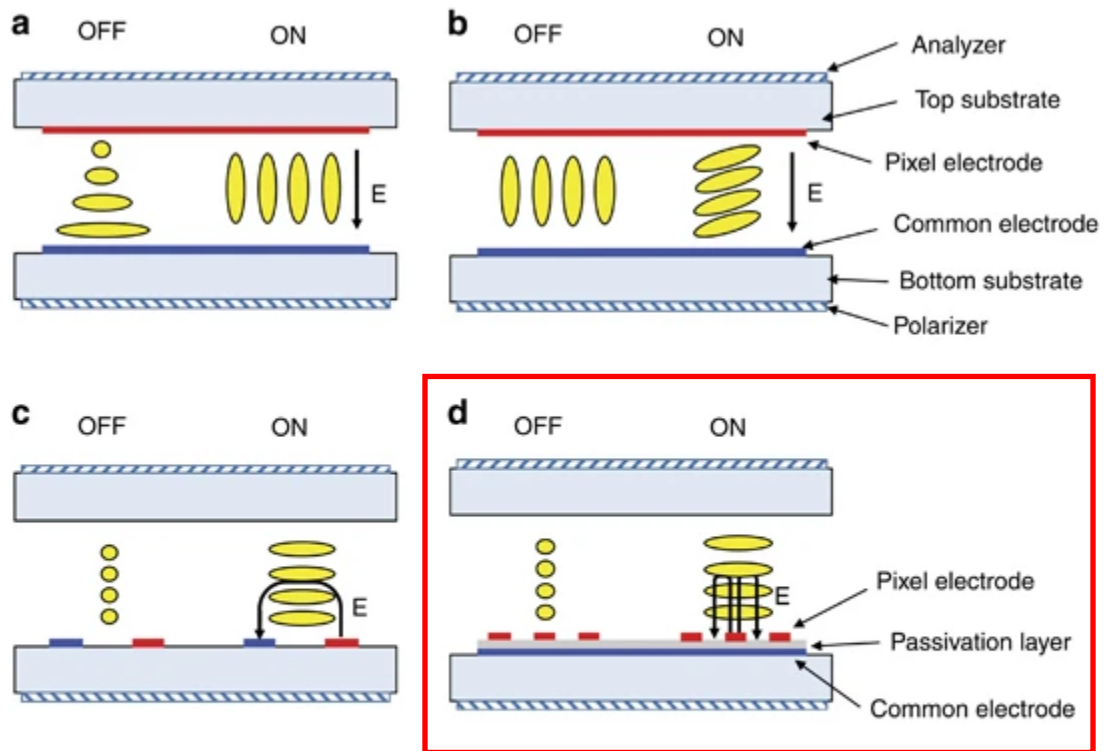 a
OFF
ON
E
b
OFF
ON
E
Analyzer
Top substrate
Pixel electrode
Common electrode
Bottom substrate
Polarizer
c
OFF
ON
E
d
OFF
ON
E
Pixel electrode
Passivation layer
Common electrode